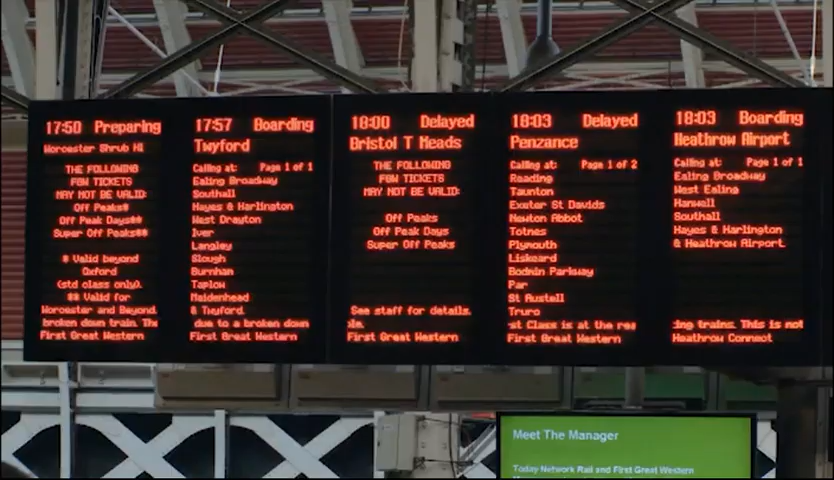 17:50 Preparing
Worcester Shrub Hl
THE FOLLOWING
FGW TICKETS
MAY NOT BE VALID:
Off Peak$*
Off Peak Days**
Super Off Peaks**
* Valid beyond
Oxford
(std class only).
** Valid for
Worcester and Beyond.
broken down train. The
First Great Western
17:57 Boarding
Twyford
Calling at: Page 1 of 1
Ealing Broadway
Southall
Hayes & Harlington
West Drayton
Iver
Langley
Slough
Burnham
Taplow
Maidenhead
& Twyford.
due to a broken down
First Great Western
18:00 Delayed
Bristol T Meads
THE FOLLOWING
FGW TICKETS
MAY NOT BE VALID:
Off Peaks
Off Peak Days
Super Off Peaks
See staff for details.
ole.
First Great Western
18:03 Delayed
Penzance
Calling at: Page 1 of 2
Reading
Taunton
Exeter St Davids
Newton Abbot
Totnes
Plymouth
Liskeard
Bodmin Parkway
Par
St Austell
Truro
st Class is at the rea
First Great Western
18:03 Boarding
Heathrow Airport
Calling at: Page 1 of 1
Ealing Broadway
West Ealing
Hanwell
Southall
Hayes & Harlington
& Heathrow Airport.
ing trains. This is not
Heathrow Connect
Meet The Manager
Today Network Rail and First Great Western